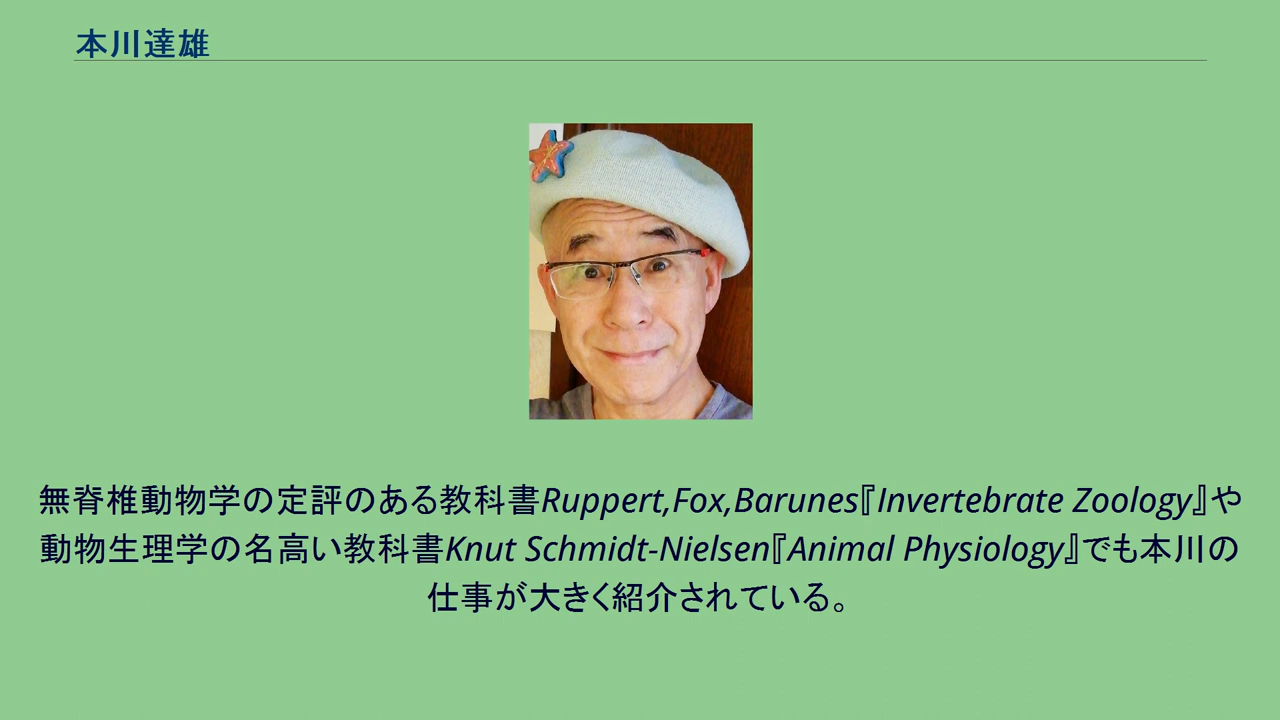 本川達雄
無脊椎動物学の定評のある教科書Ruppert,Fox,Barunes『Invertebrate Zoology』や
動物生理学の名高い教科書Knut Schmidt-Nielsen『Animal Physiology』でも本川の
仕事が大きく紹介されている。